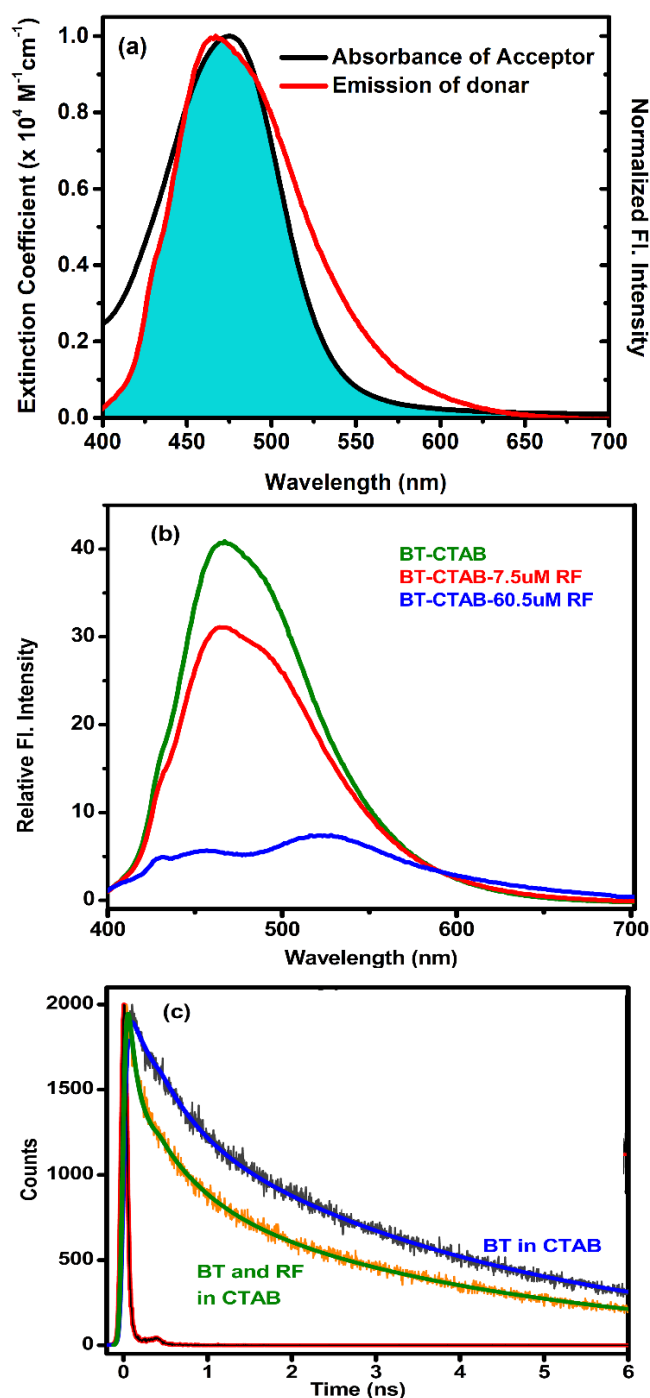 (a)
Absorbance of Acceptor
Emission of donar
Extinction Coefficient (x 10⁴ M⁻¹cm⁻¹)
Normalized Fl. Intensity
1.0
0.8
0.6
0.4
0.2
0.0
400 450 500 550 600 650 700
Wavelength (nm)
(b)
BT-CTAB
BT-CTAB-7.5uM RF
BT-CTAB-60.5uM RF
Relative Fl. Intensity
40
30
20
10
0
400 500 600 700
Wavelength (nm)
(c)
Counts
2000
1500
1000
500
0
BT in CTAB
BT and RF
in CTAB
0 1 2 3 4 5 6
Time (ns)